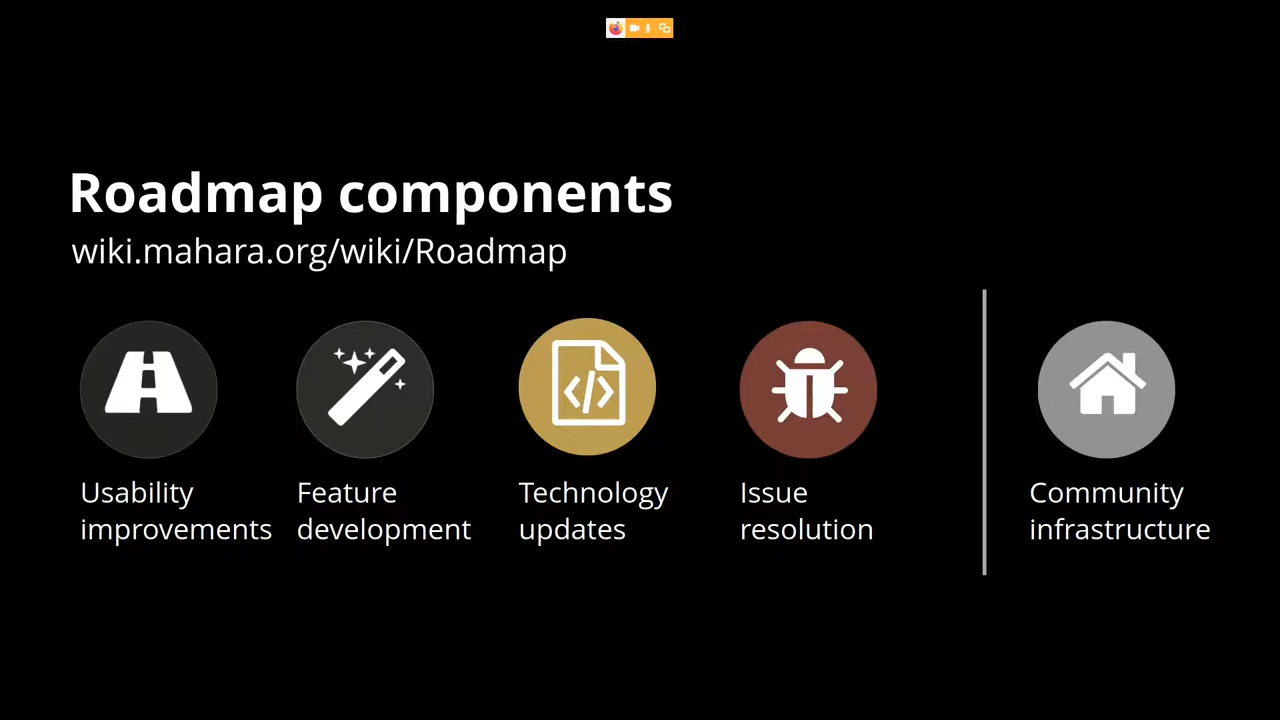 Roadmap components
wiki.mahara.org/wiki/Roadmap
Usability
improvements
Feature
development
Technology
updates
Issue
resolution
Community
infrastructure